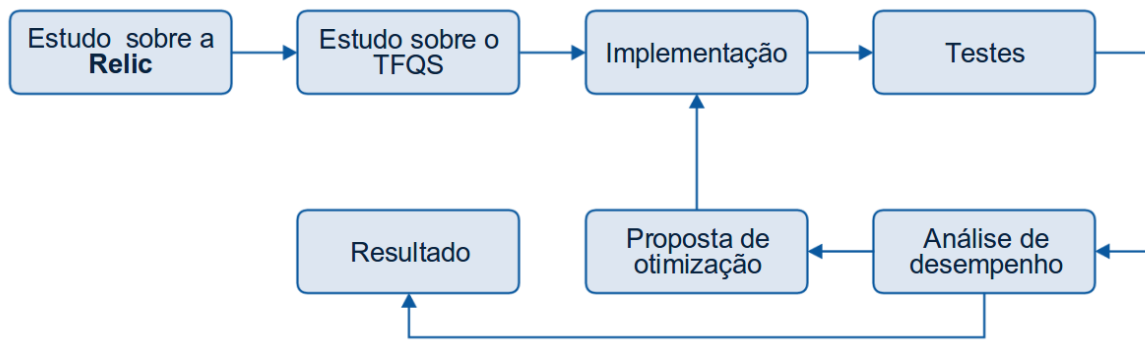 Estudo sobre a
Relic
Estudo sobre o
TFQS
Implementação
Testes
Resultado
Proposta de
otimização
Análise de
desempenho